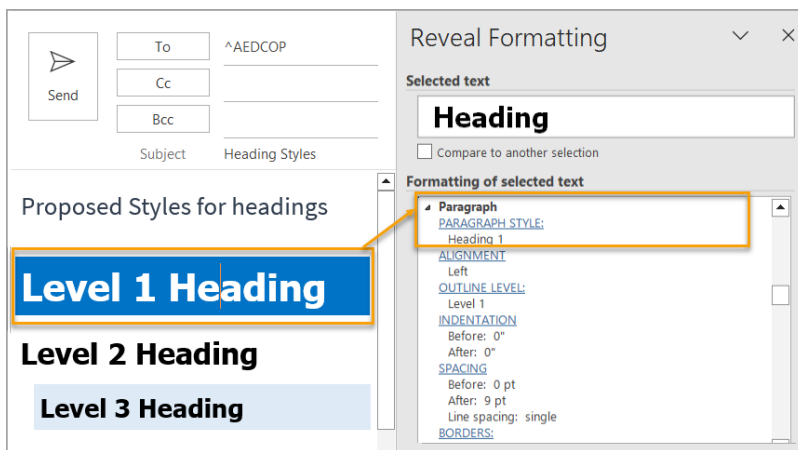 Send
To
^AEDCOP
Cc
Bcc
Subject
Heading Styles
Proposed Styles for headings
Level 1 Heading
Level 2 Heading
Level 3 Heading
Reveal Formatting
Selected text
Heading
Compare to another selection
Formatting of selected text
Paragraph
PARAGRAPH STYLE:
Heading 1
ALIGNMENT
Left
OUTLINE LEVEL:
Level 1
INDENTATION
Before: 0"
After: 0"
SPACING
Before: 0 pt
After: 9 pt
Line spacing: single
BORDERS: